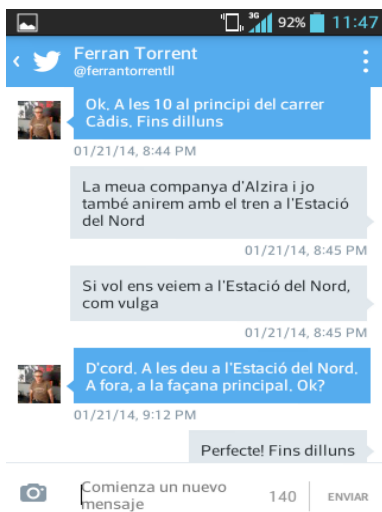 3G 92% 11:47
Ferran Torrent
@ferrantorrentll
Ok. A les 10 al principi del carrer
Càdis. Fins dilluns
01/21/14, 8:44 PM
La meua companya d'Alzira i jo
també anirem amb el tren a l'Estació
del Nord
01/21/14, 8:45 PM
Si vol ens veiem a l'Estació del Nord,
com vulga
01/21/14, 8:45 PM
D'cord. A les deu a l'Estació del Nord.
A fora, a la façana principal. Ok?
01/21/14, 9:12 PM
Perfecte! Fins dilluns
Comienza un nuevo
mensaje
140
ENVIAR